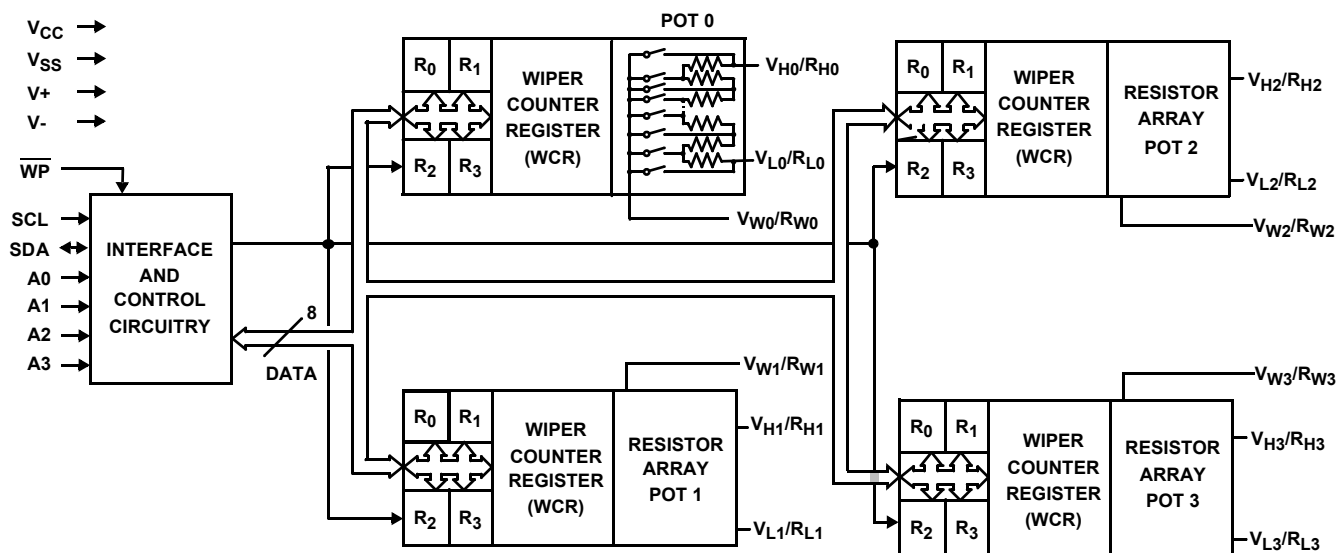 VCC
VSS
V+
V-
WP
SCL
SDA
A0
A1
A2
A3
INTERFACE
AND
CONTROL
CIRCUITRY
8
DATA
POT 0
R0 R1
R2 R3
WIPER
COUNTER
REGISTER
(WCR)
VH0/RH0
VL0/RL0
VW0/RW0
R0 R1
R2 R3
WIPER
COUNTER
REGISTER
(WCR)
RESISTOR
ARRAY
POT 2
VH2/RH2
VL2/RL2
VW2/RW2
R0 R1
R2 R3
WIPER
COUNTER
REGISTER
(WCR)
RESISTOR
ARRAY
POT 1
VW1/RW1
VH1/RH1
VL1/RL1
R0 R1
R2 R3
WIPER
COUNTER
REGISTER
(WCR)
RESISTOR
ARRAY
POT 3
VW3/RW3
VH3/RH3
VL3/RL3